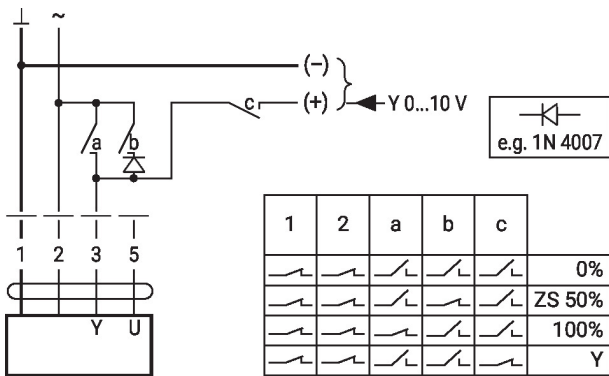 ⊥ ~
(–)
c (+) Y 0...10 V
a b
e.g. 1N 4007
1 2 3 5
Y U
1 2 a b c
0%
ZS 50%
100%
Y